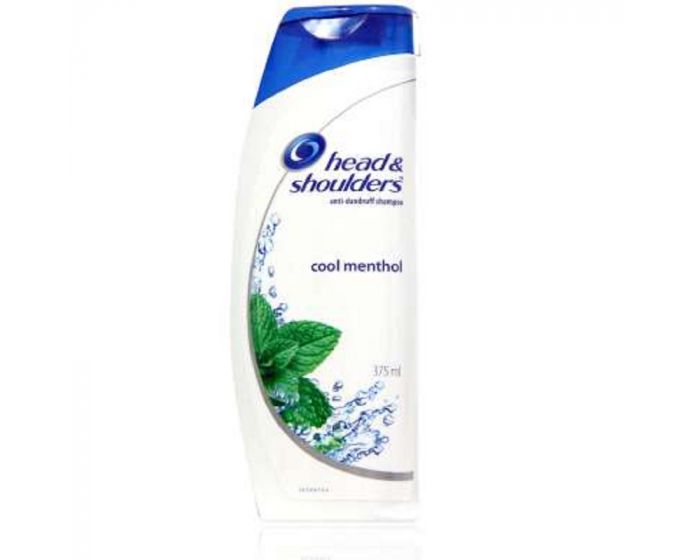 head &
shoulders
anti-dandruff shampoo
cool menthol
375 ml